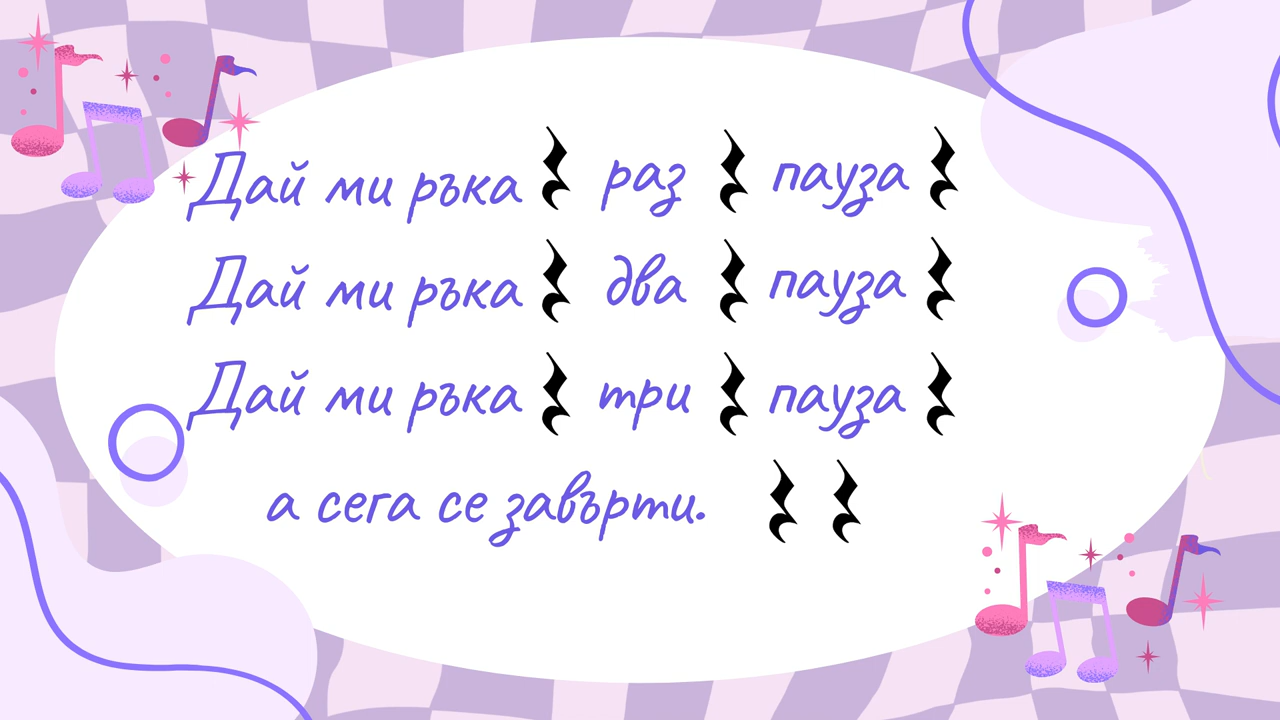 Дай ми ръка 𝄽 раз 𝄽 пауза 𝄽
Дай ми ръка 𝄽 два 𝄽 пауза 𝄽
Дай ми ръка 𝄽 три 𝄽 пауза 𝄽
а сега се завърти. 𝄽 𝄽